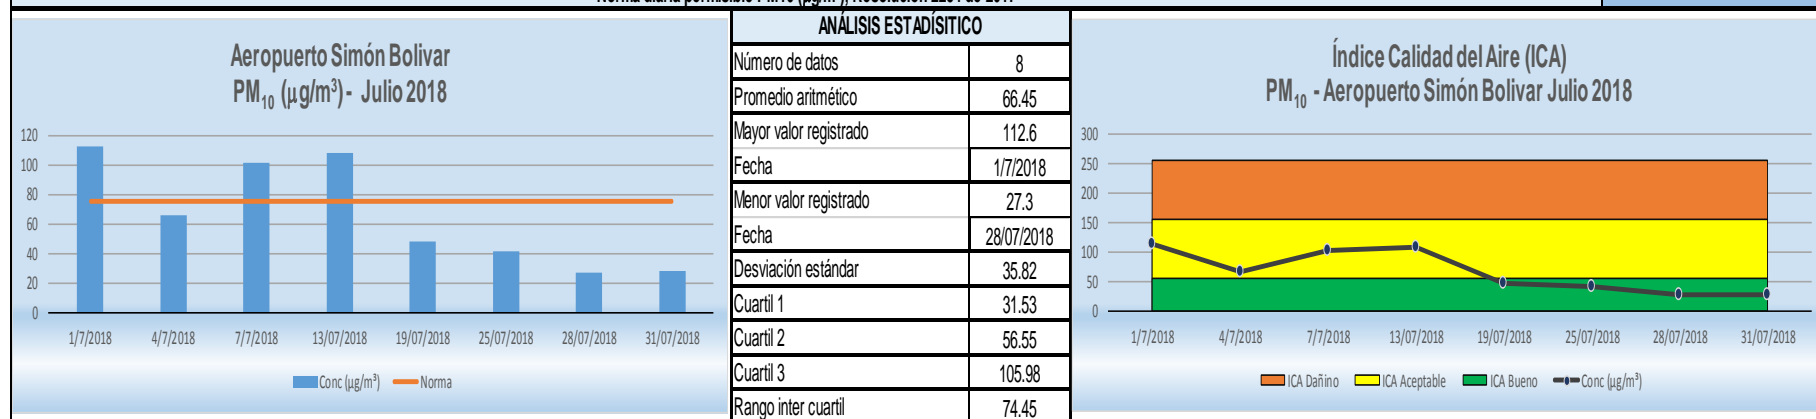 Aeropuerto Simón Bolivar
PM₁₀ (µg/m³) - Julio 2018
120
100
80
60
40
20
0
1/7/2018 4/7/2018 7/7/2018 13/07/2018 19/07/2018 25/07/2018 28/07/2018 31/07/2018
Conc (µg/m³) Norma
ANÁLISIS ESTADÍSITICO
Número de datos 8
Promedio aritmético 66.45
Mayor valor registrado 112.6
Fecha 1/7/2018
Menor valor registrado 27.3
Fecha 28/07/2018
Desviación estándar 35.82
Cuartil 1 31.53
Cuartil 2 56.55
Cuartil 3 105.98
Rango inter cuartil 74.45
Índice Calidad del Aire (ICA)
PM₁₀ - Aeropuerto Simón Bolivar Julio 2018
300
250
200
150
100
50
0
1/7/2018 4/7/2018 7/7/2018 13/07/2018 19/07/2018 25/07/2018 28/07/2018 31/07/2018
ICA Dañino ICA Aceptable ICA Bueno Conc (µg/m³)